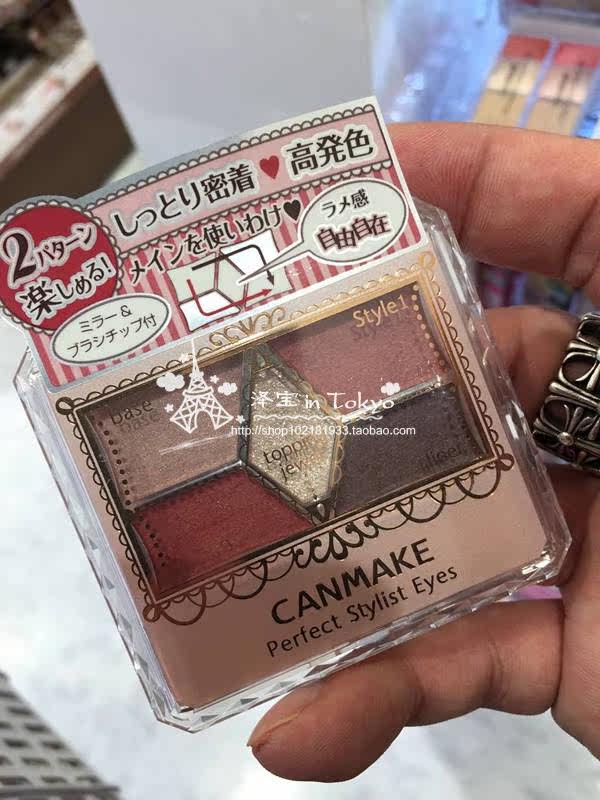 しっとり密着♥高発色
2パターン
楽しめる!
メインを使いわけ♥
ラメ感
自由自在
ミラー&
ブラシチップ付
Style1
base
topping
jewel
泽宝 in Tokyo
http://shop102181933.taobao.com
CANMAKE
Perfect Stylist Eyes